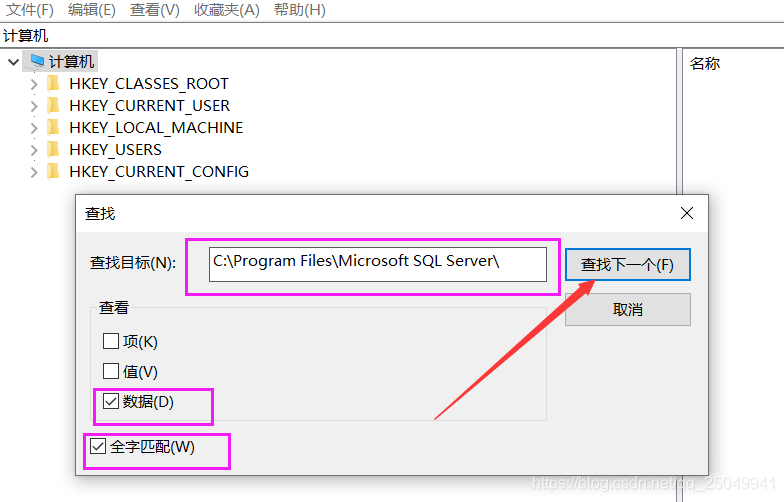 文件(F) 编辑(E) 查看(V) 收藏夹(A) 帮助(H)
计算机
计算机
名称
HKEY_CLASSES_ROOT
HKEY_CURRENT_USER
HKEY_LOCAL_MACHINE
HKEY_USERS
HKEY_CURRENT_CONFIG
查找
查找目标(N):
C:\Program Files\Microsoft SQL Server\
查找下一个(F)
取消
查看
项(K)
值(V)
数据(D)
全字匹配(W)
https://blog.csdn.net/qq_25049941